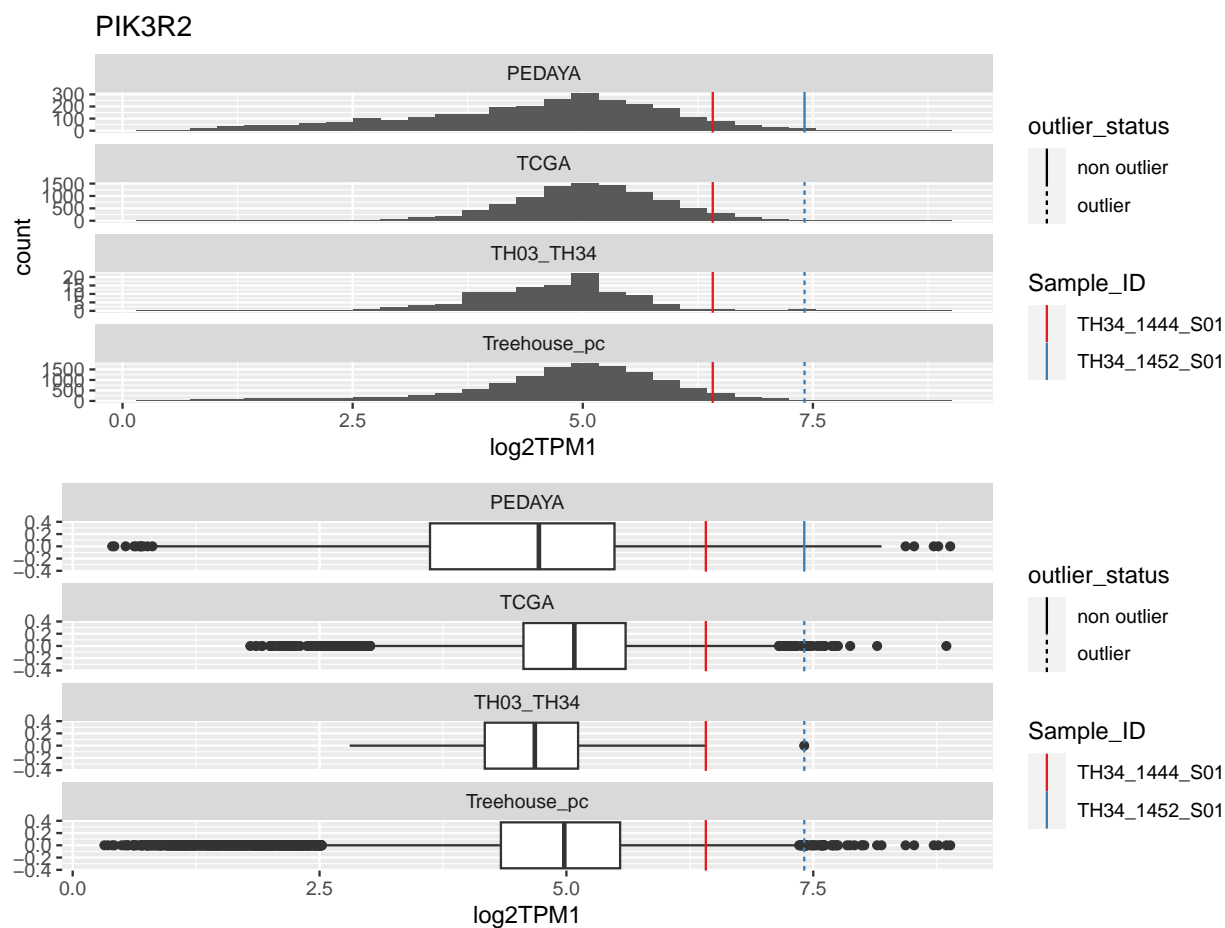 PIK3R2
PEDAYA
300
200
100
0
TCGA
1500
1000
500
0
TH03_TH34
20
15
10
5
0
Treehouse_pc
1500
1000
500
0
count
0.0 2.5 5.0 7.5
log2TPM1
outlier_status
non outlier
outlier
Sample_ID
TH34_1444_S01
TH34_1452_S01
PEDAYA
0.4
0.2
0.0
−0.2
−0.4
TCGA
0.4
0.2
0.0
−0.2
−0.4
TH03_TH34
0.4
0.2
0.0
−0.2
−0.4
Treehouse_pc
0.4
0.2
0.0
−0.2
−0.4
0.0 2.5 5.0 7.5
log2TPM1
outlier_status
non outlier
outlier
Sample_ID
TH34_1444_S01
TH34_1452_S01